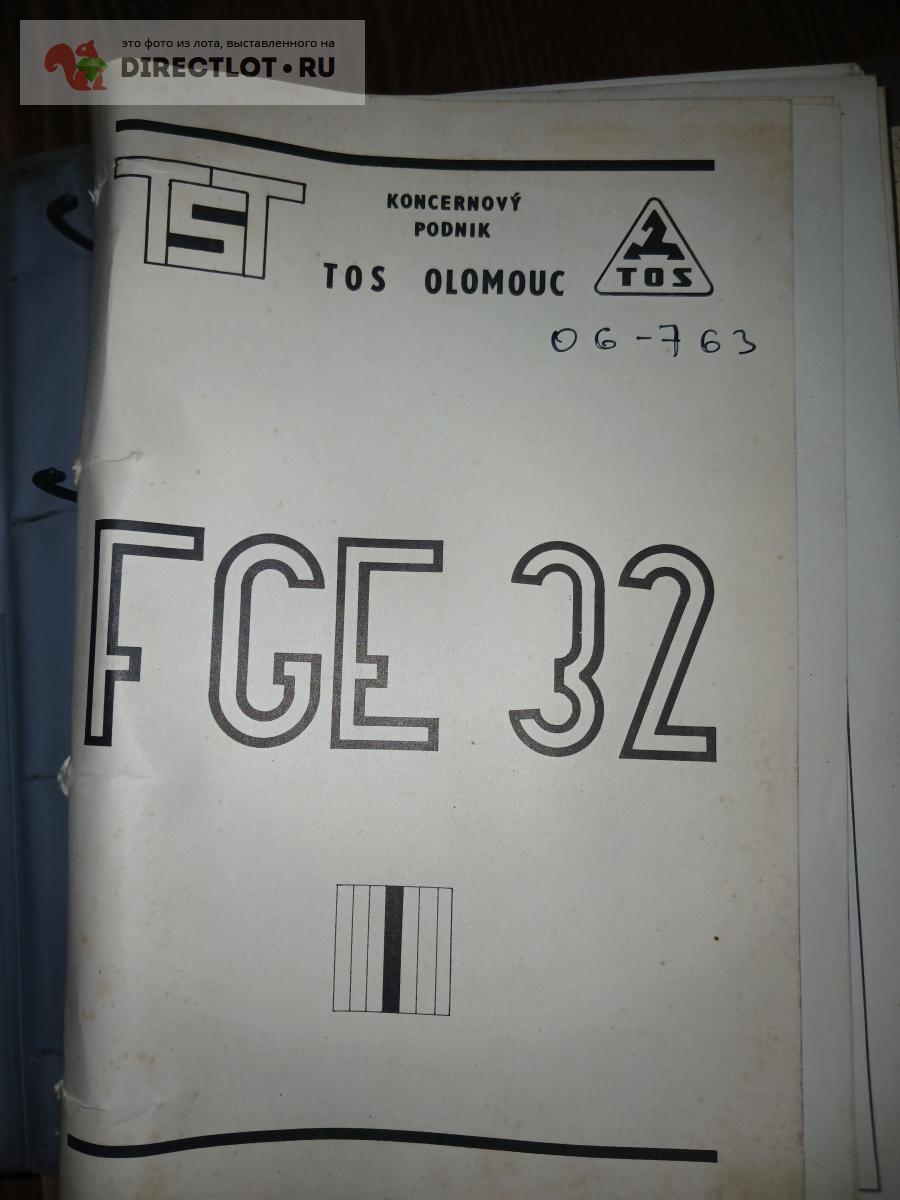 это фото из лота, выставленного на
DIRECTLOT•RU
TST
KONCERNOVÝ
PODNIK
TOS OLOMOUC
TOS
06-763
FGE 32